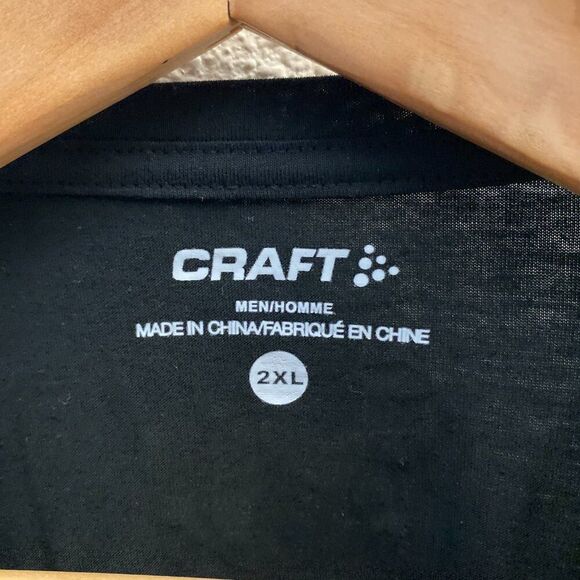 CRAFT
MEN/HOMME
MADE IN CHINA/FABRIQUÉ EN CHINE
2XL